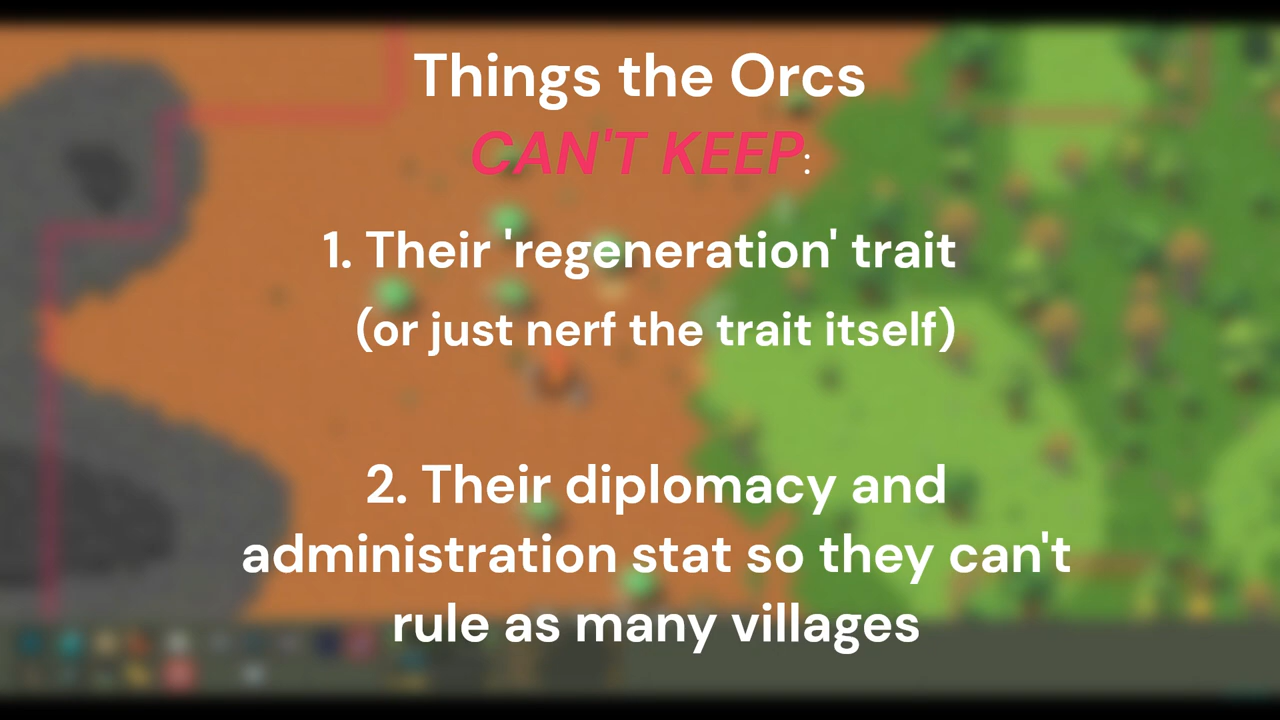 Things the Orcs
CAN'T KEEP:
1. Their 'regeneration' trait
(or just nerf the trait itself)
2. Their diplomacy and
administration stat so they can't
rule as many villages